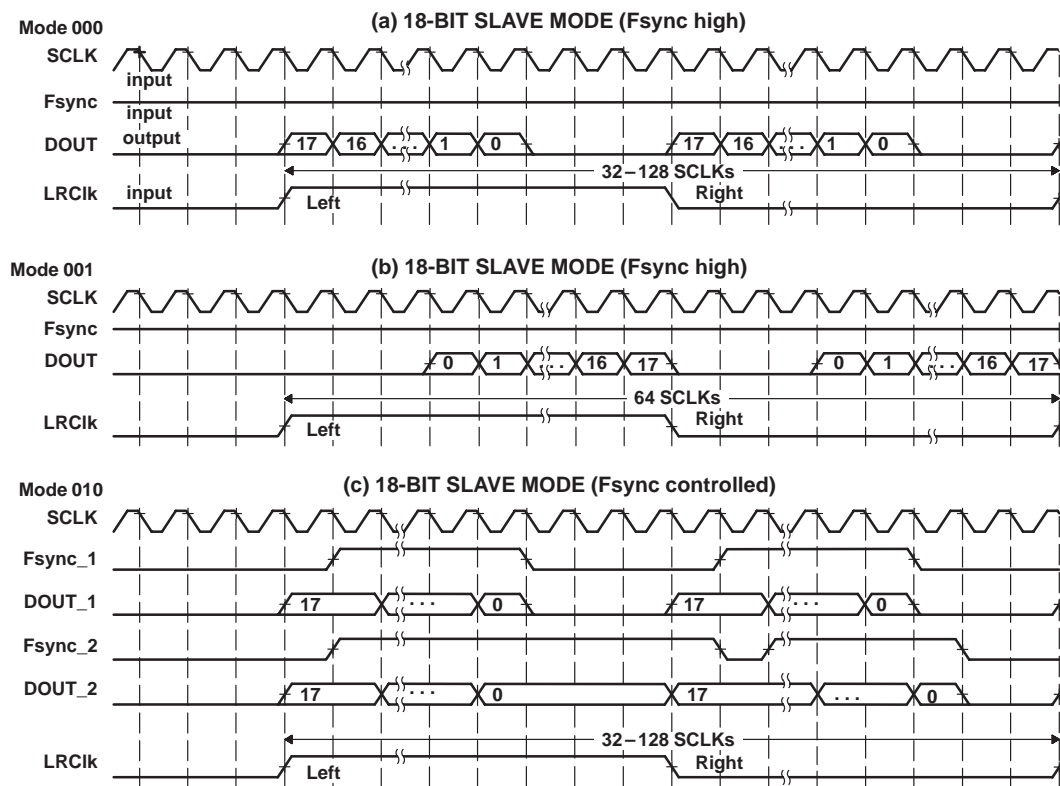 (a) 18-BIT SLAVE MODE (Fsync high)
Mode 000
SCLK
input
Fsync
input
output
DOUT 17 16 . . . 1 0 17 16 . . . 1 0
32–128 SCLKs
LRClk input Left Right
(b) 18-BIT SLAVE MODE (Fsync high)
Mode 001
SCLK
Fsync
DOUT 0 1 . . . 16 17 0 1 . . . 16 17
64 SCLKs
LRClk Left Right
(c) 18-BIT SLAVE MODE (Fsync controlled)
Mode 010
SCLK
Fsync_1
DOUT_1 17 . . . 0 17 . . . 0
Fsync_2
DOUT_2 17 . . . 0 17 . . . 0
32–128 SCLKs
LRClk Left Right